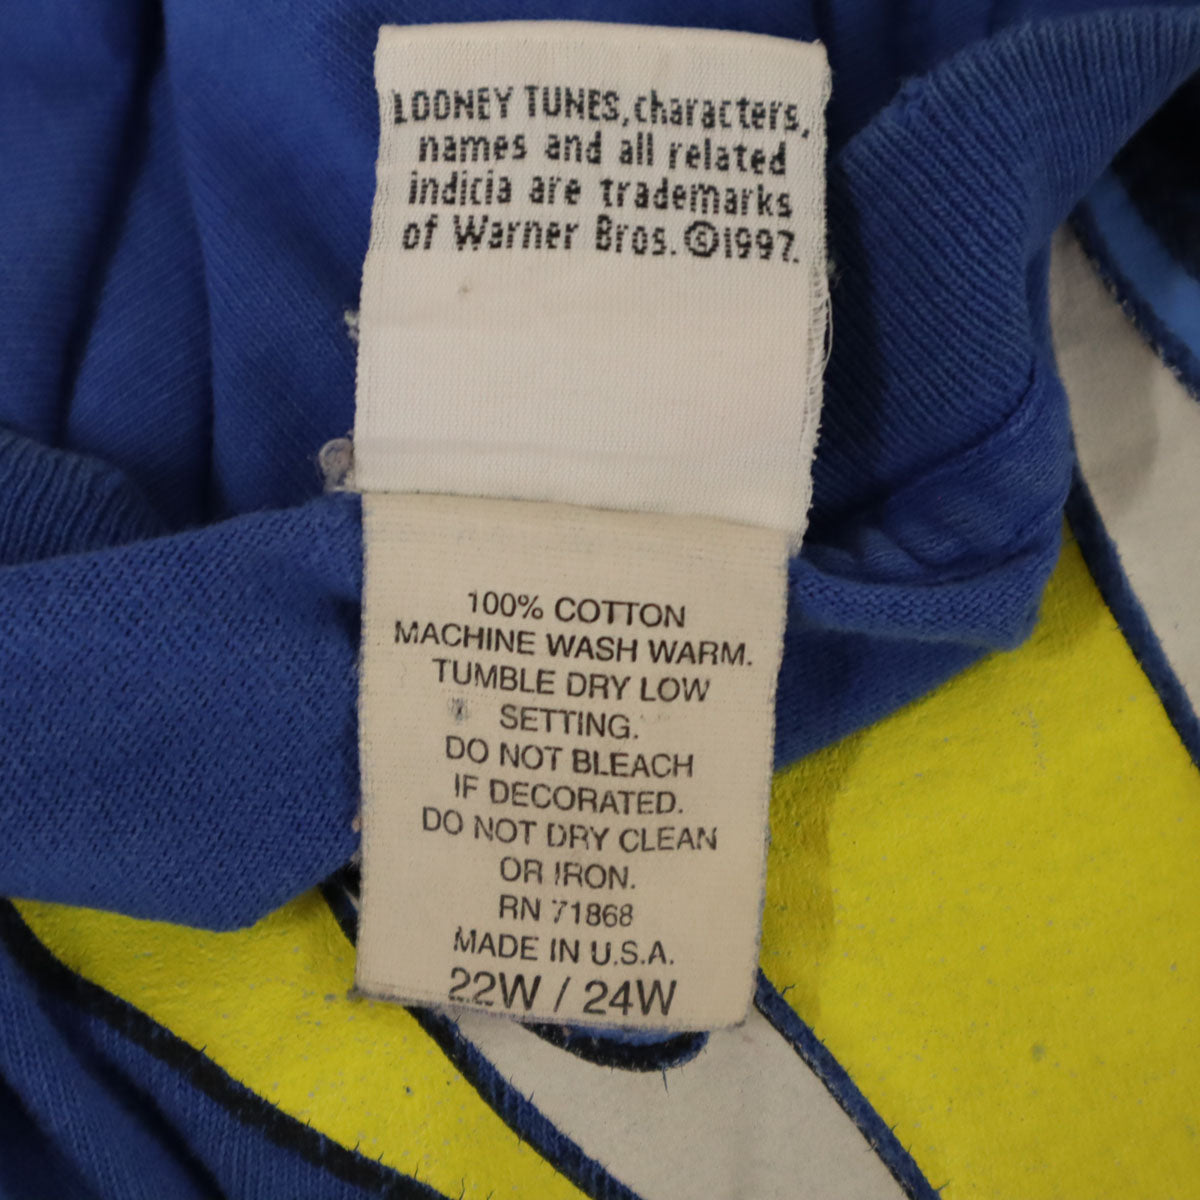 LOONEY TUNES, characters,
names and all related
indicia are trademarks
of Warner Bros. ©1997.
100% COTTON
MACHINE WASH WARM.
TUMBLE DRY LOW
SETTING.
DO NOT BLEACH
IF DECORATED.
DO NOT DRY CLEAN
OR IRON.
RN 71868
MADE IN U.S.A.
22W / 24W